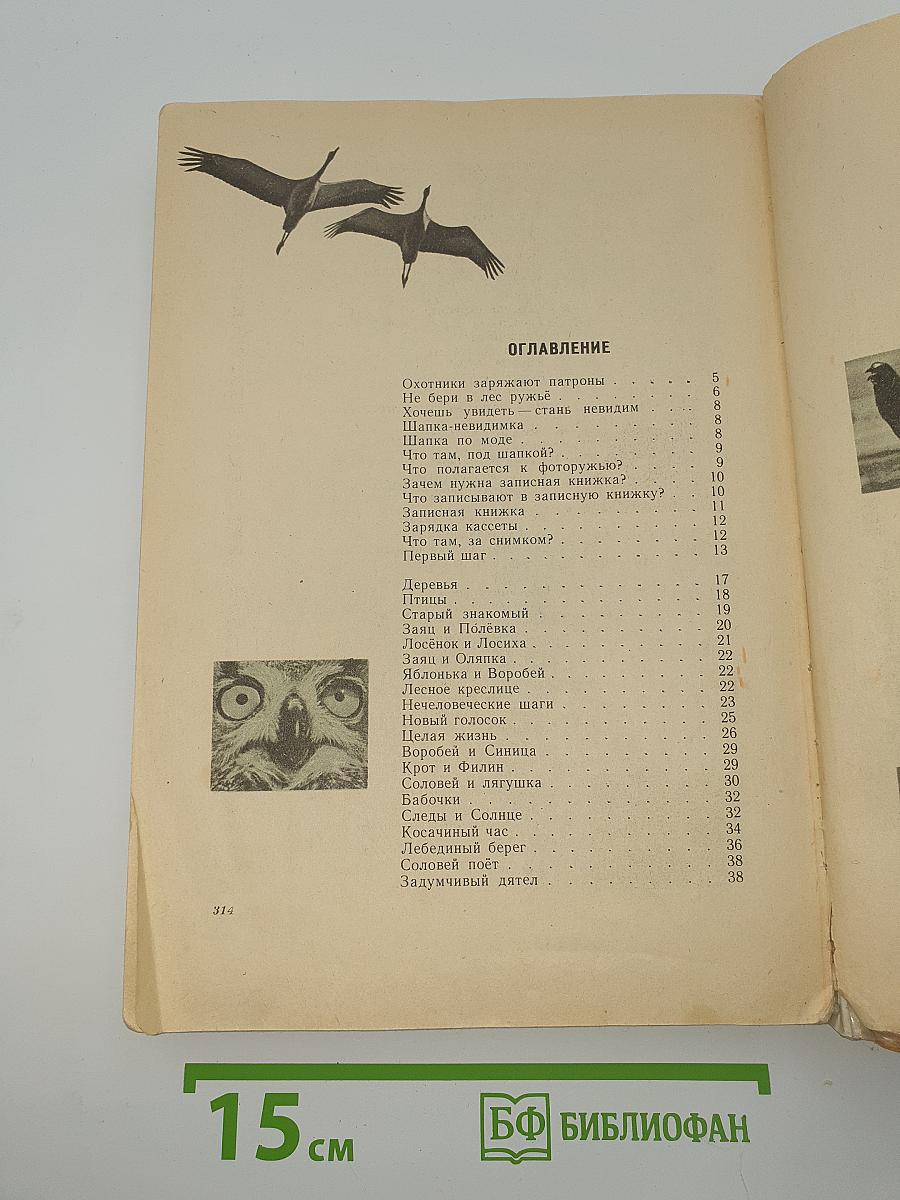 ОГЛАВЛЕНИЕ
Охотники заряжают патроны . . . . . 5
Не бери в лес ружьё . . . . . . . . 6
Хочешь увидеть — стань невидим . . . 8
Шапка-невидимка . . . . . . . . . 8
Шапка по моде . . . . . . . . . . 8
Что там, под шапкой? . . . . . . . . 9
Что полагается к фоторужью? . . . . 9
Зачем нужна записная книжка? . . . . 10
Что записывают в записную книжку? . . 10
Записная книжка . . . . . . . . . 11
Зарядка кассеты . . . . . . . . . . 12
Что там, за снимком? . . . . . . . . 12
Первый шаг . . . . . . . . . . . . 13
Деревья . . . . . . . . . . . . . 17
Птицы . . . . . . . . . . . . . . 18
Старый знакомый . . . . . . . . . 19
Заяц и Полёвка . . . . . . . . . . 20
Лосёнок и Лосиха . . . . . . . . . 21
Заяц и Оляпка . . . . . . . . . . 22
Яблонька и Воробей . . . . . . . . 22
Лесное креслице . . . . . . . . . . 22
Нечеловеческие шаги . . . . . . . . 23
Новый голосок . . . . . . . . . . 25
Целая жизнь . . . . . . . . . . . 26
Воробей и Синица . . . . . . . . . 29
Крот и Филин . . . . . . . . . . . 29
Соловей и лягушка . . . . . . . . . 30
Бабочки . . . . . . . . . . . . . 32
Следы и Солнце . . . . . . . . . . 32
Косачиный час . . . . . . . . . . . 34
Лебединый берег . . . . . . . . . . 36
Соловей поёт . . . . . . . . . . . 38
Задумчивый дятел . . . . . . . . . 38
314
15 см
БФ БИБЛИОФАН